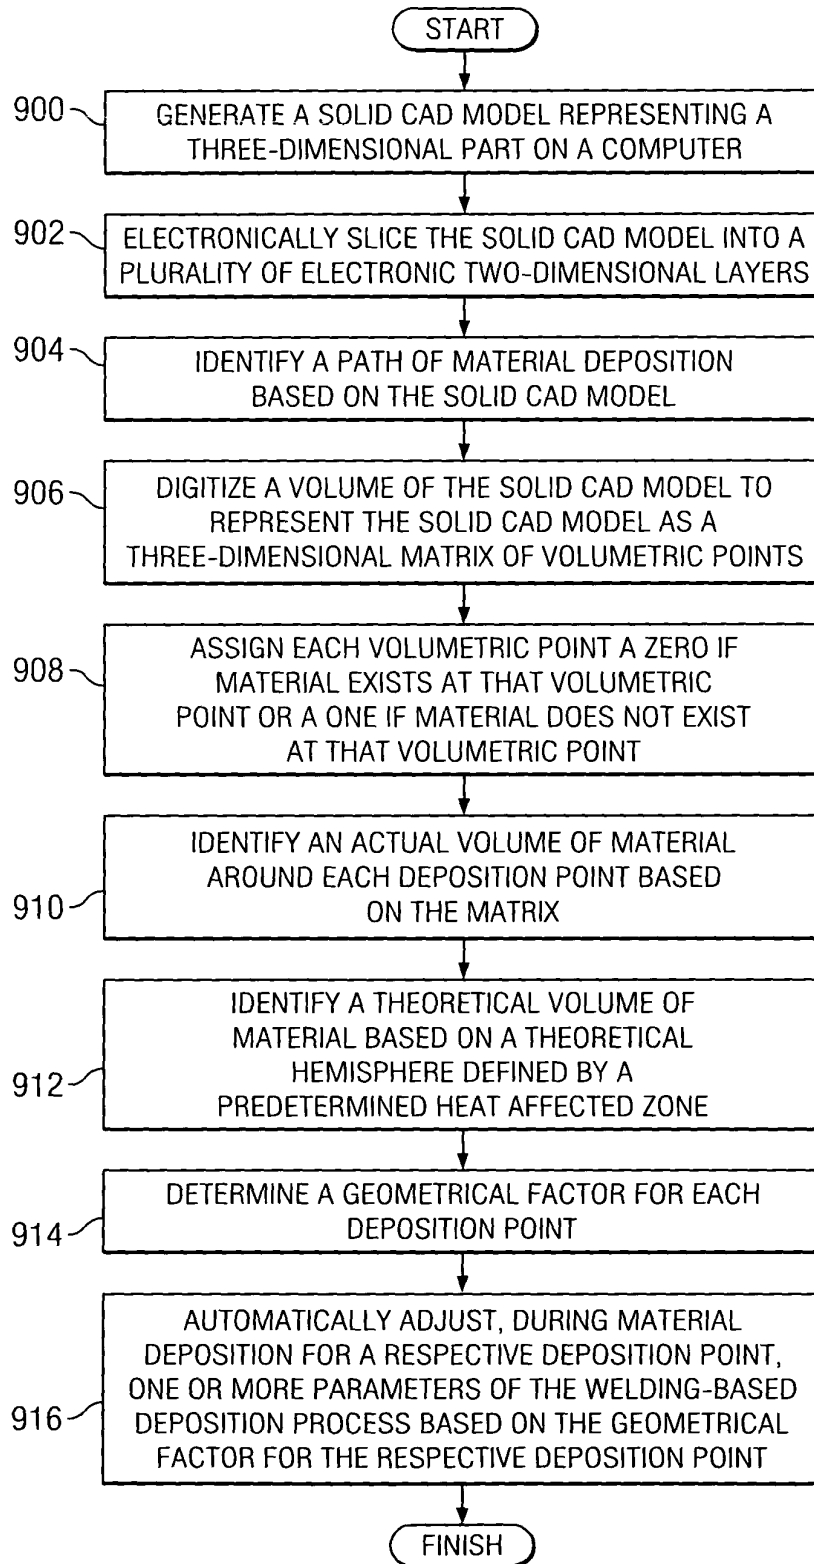 START
900
GENERATE A SOLID CAD MODEL REPRESENTING A
THREE-DIMENSIONAL PART ON A COMPUTER
902
ELECTRONICALLY SLICE THE SOLID CAD MODEL INTO A
PLURALITY OF ELECTRONIC TWO-DIMENSIONAL LAYERS
904
IDENTIFY A PATH OF MATERIAL DEPOSITION
BASED ON THE SOLID CAD MODEL
906
DIGITIZE A VOLUME OF THE SOLID CAD MODEL TO
REPRESENT THE SOLID CAD MODEL AS A
THREE-DIMENSIONAL MATRIX OF VOLUMETRIC POINTS
908
ASSIGN EACH VOLUMETRIC POINT A ZERO IF
MATERIAL EXISTS AT THAT VOLUMETRIC
POINT OR A ONE IF MATERIAL DOES NOT EXIST
AT THAT VOLUMETRIC POINT
910
IDENTIFY AN ACTUAL VOLUME OF MATERIAL
AROUND EACH DEPOSITION POINT BASED
ON THE MATRIX
912
IDENTIFY A THEORETICAL VOLUME OF
MATERIAL BASED ON A THEORETICAL
HEMISPHERE DEFINED BY A
PREDETERMINED HEAT AFFECTED ZONE
914
DETERMINE A GEOMETRICAL FACTOR FOR EACH
DEPOSITION POINT
916
AUTOMATICALLY ADJUST, DURING MATERIAL
DEPOSITION FOR A RESPECTIVE DEPOSITION POINT,
ONE OR MORE PARAMETERS OF THE WELDING-BASED
DEPOSITION PROCESS BASED ON THE GEOMETRICAL
FACTOR FOR THE RESPECTIVE DEPOSITION POINT
FINISH